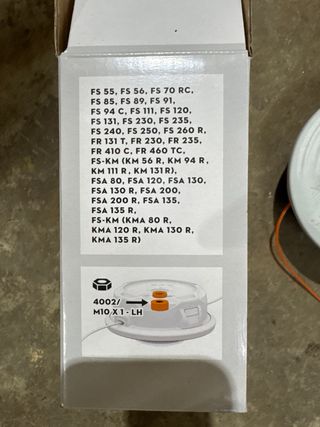 FS 55, FS 56, FS 70 RC,
FS 85, FS 89, FS 91,
FS 94 C, FS 111, FS 120,
FS 131, FS 230, FS 235,
FS 240, FS 250, FS 260 R,
FR 131 T, FR 230, FR 235,
FR 410 C, FR 460 TC,
FS-KM (KM 56 R, KM 94 R,
KM 111 R, KM 131 R),
FSA 80, FSA 120, FSA 130,
FSA 130 R, FSA 200,
FSA 200 R, FSA 135,
FSA 135 R,
FS-KM (KMA 80 R,
KMA 120 R, KMA 130 R,
KMA 135 R)
4002/
M10 X 1 - LH